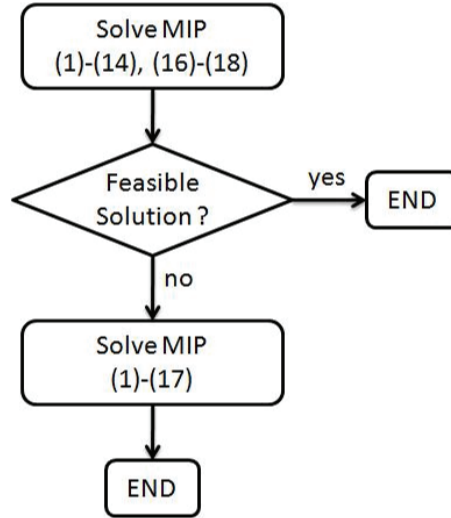 Solve MIP
(1)-(14), (16)-(18)
Feasible
Solution ?
yes
END
no
Solve MIP
(1)-(17)
END